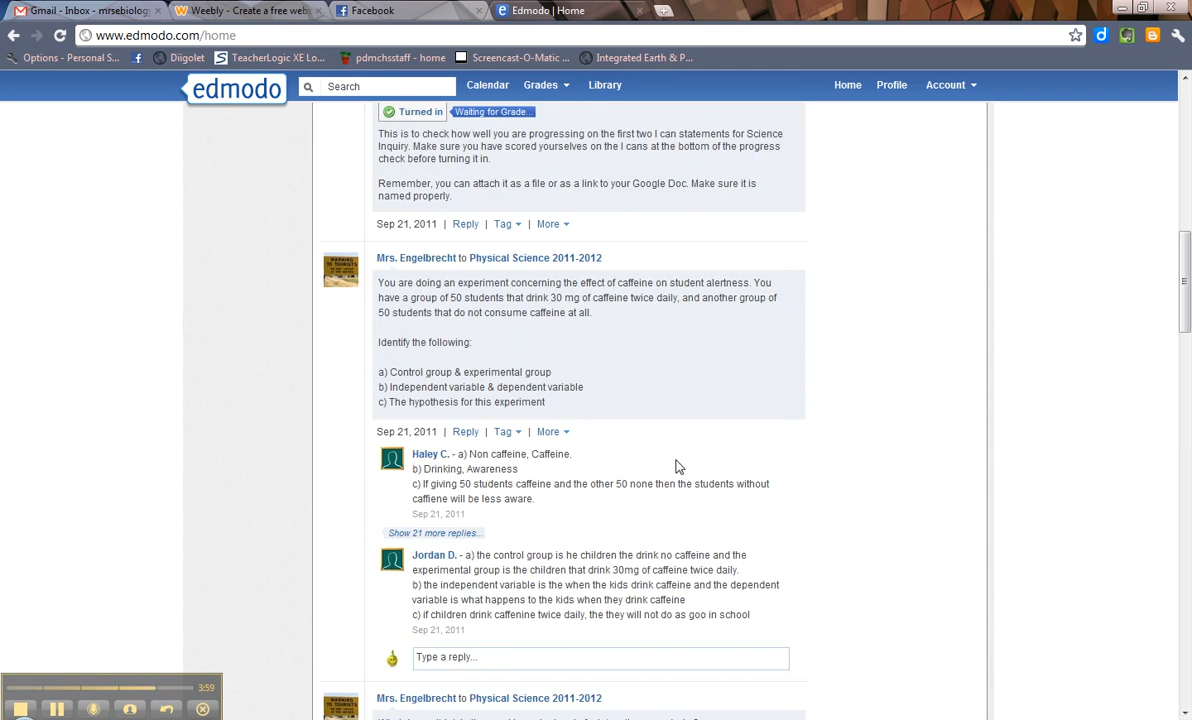 Gmail - Inbox - mrsebiolog
Weebly - Create a free webs
Facebook
Edmodo | Home
www.edmodo.com/home
Options - Personal S...
Diigolet
TeacherLogic XE Lo...
pdmchsstaff - home
Screencast-O-Matic ...
Integrated Earth & P...
edmodo
Search
Calendar
Grades
Library
Home
Profile
Account
Turned in
Waiting for Grade...
This is to check how well you are progressing on the first two I can statements for Science
Inquiry. Make sure you have scored yourselves on the I cans at the bottom of the progress
check before turning it in.
Remember, you can attach it as a file or as a link to your Google Doc. Make sure it is
named properly.
Sep 21, 2011 | Reply | Tag | More
Mrs. Engelbrecht to Physical Science 2011-2012
You are doing an experiment concerning the effect of caffeine on student alertness. You
have a group of 50 students that drink 30 mg of caffeine twice daily, and another group of
50 students that do not consume caffeine at all.
Identify the following:
a) Control group & experimental group
b) Independent variable & dependent variable
c) The hypothesis for this experiment
Sep 21, 2011 | Reply | Tag | More
Haley C. - a) Non caffeine, Caffeine.
b) Drinking, Awareness
c) If giving 50 students caffeine and the other 50 none then the students without
caffiene will be less aware.
Sep 21, 2011
Show 21 more replies...
Jordan D. - a) the control group is he children the drink no caffeine and the
experimental group is the children that drink 30mg of caffeine twice daily.
b) the independent variable is the when the kids drink caffeine and the dependent
variable is what happens to the kids when they drink caffeine
c) if children drink caffenine twice daily, the they will not do as goo in school
Sep 21, 2011
Type a reply...
Mrs. Engelbrecht to Physical Science 2011-2012
3:59